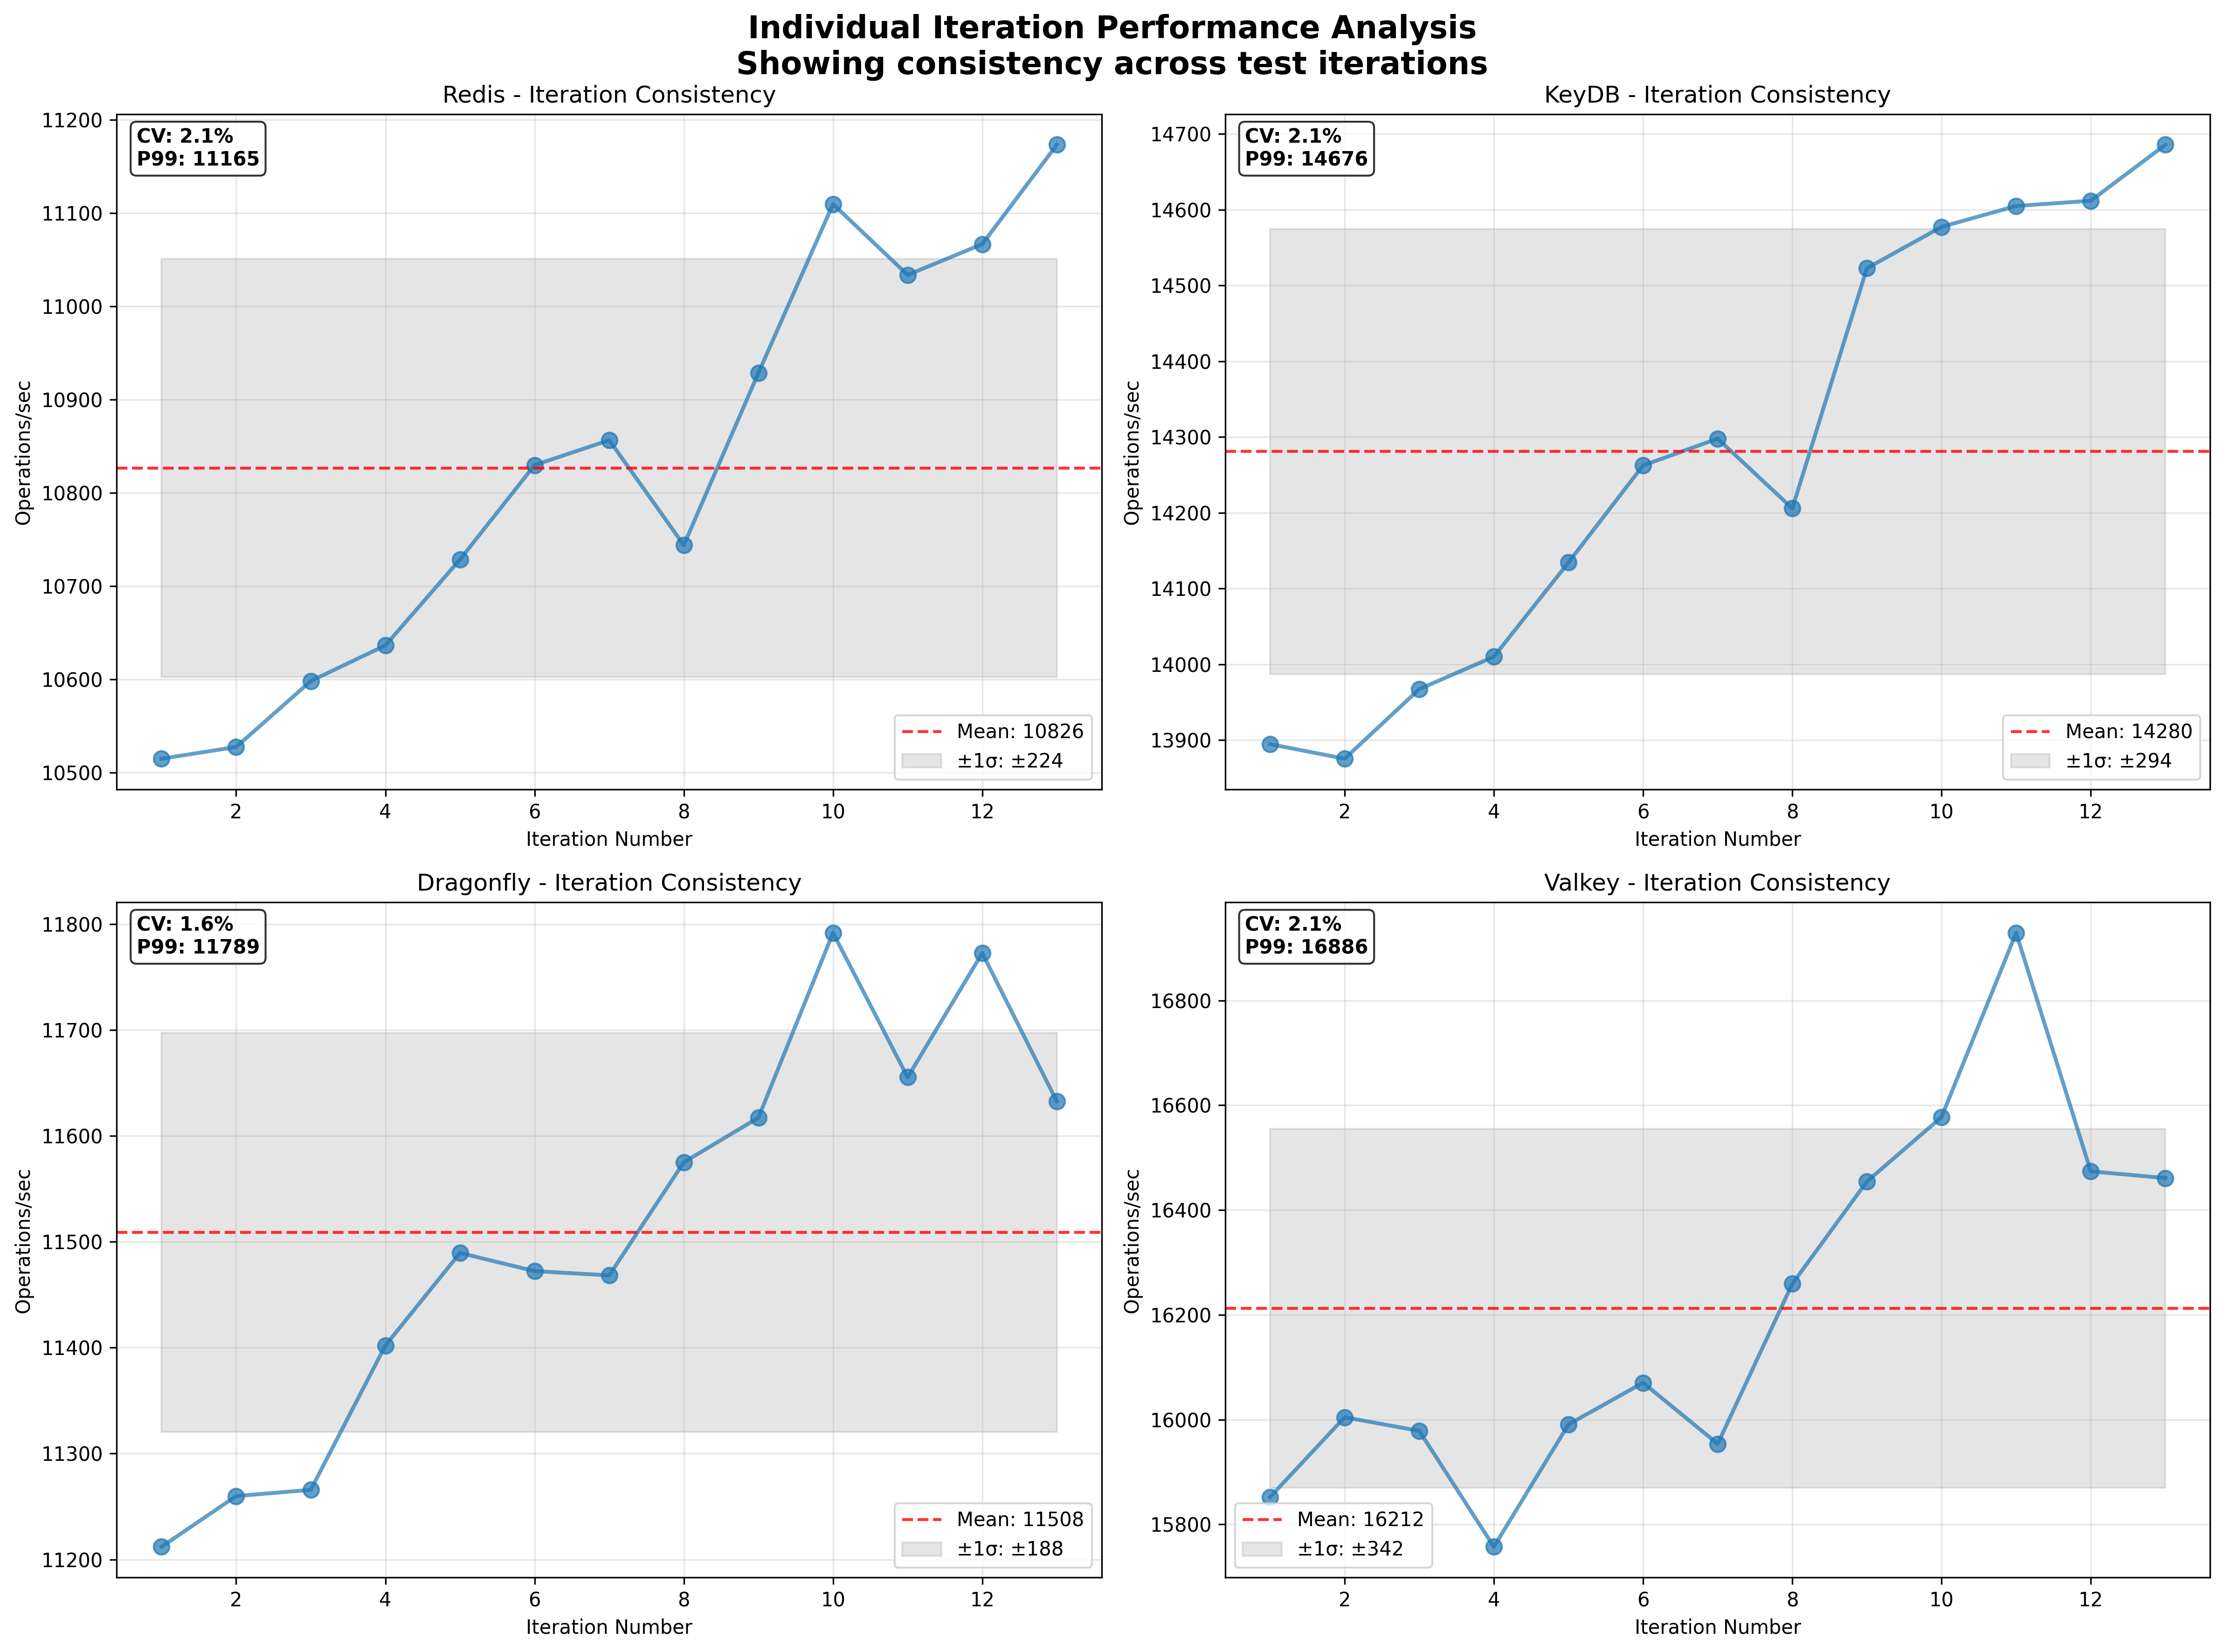 Individual Iteration Performance Analysis
Showing consistency across test iterations
Redis - Iteration Consistency
CV: 2.1%
P99: 11165
11200
11100
11000
10900
10800
10700
10600
10500
Operations/sec
Mean: 10826
±1σ: ±224
2 4 6 8 10 12
Iteration Number
KeyDB - Iteration Consistency
CV: 2.1%
P99: 14676
14700
14600
14500
14400
14300
14200
14100
14000
13900
Operations/sec
Mean: 14280
±1σ: ±294
2 4 6 8 10 12
Iteration Number
Dragonfly - Iteration Consistency
CV: 1.6%
P99: 11789
11800
11700
11600
11500
11400
11300
11200
Operations/sec
Mean: 11508
±1σ: ±188
2 4 6 8 10 12
Iteration Number
Valkey - Iteration Consistency
CV: 2.1%
P99: 16886
16800
16600
16400
16200
16000
15800
Operations/sec
Mean: 16212
±1σ: ±342
2 4 6 8 10 12
Iteration Number